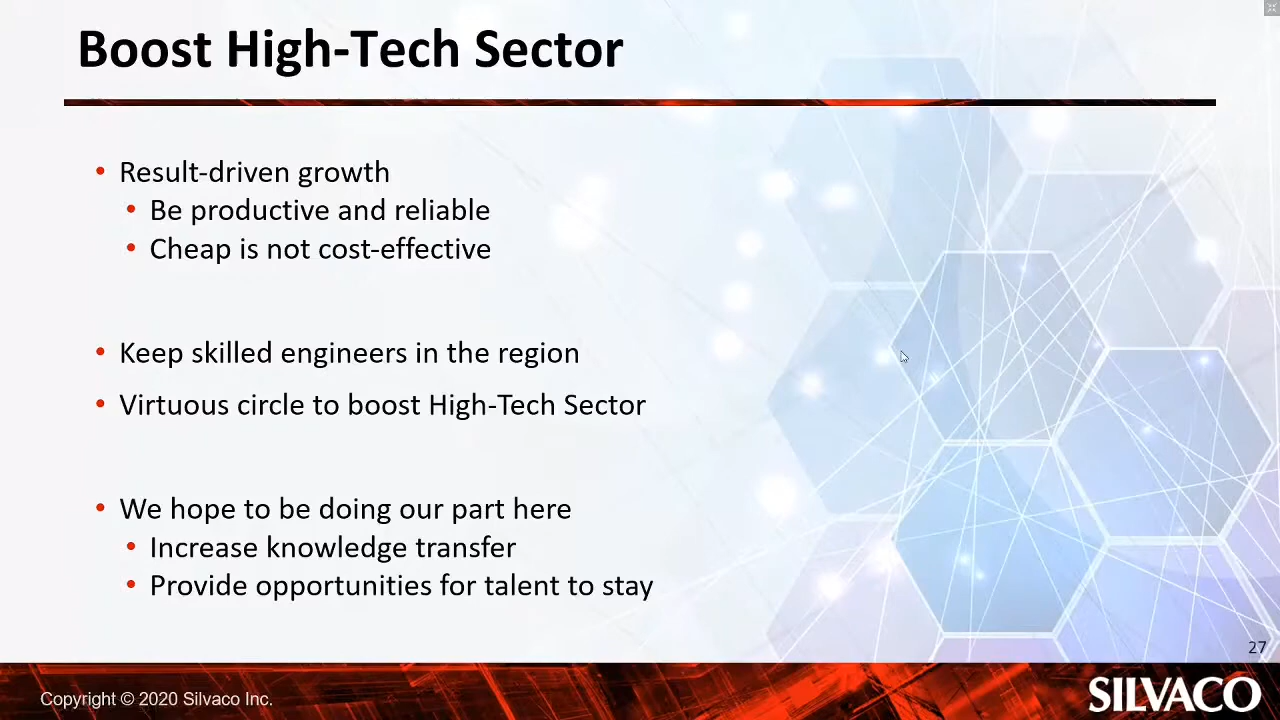 Boost High-Tech Sector
• Result-driven growth
• Be productive and reliable
• Cheap is not cost-effective
• Keep skilled engineers in the region
• Virtuous circle to boost High-Tech Sector
• We hope to be doing our part here
• Increase knowledge transfer
• Provide opportunities for talent to stay
27
Copyright © 2020 Silvaco Inc.
SILVACO